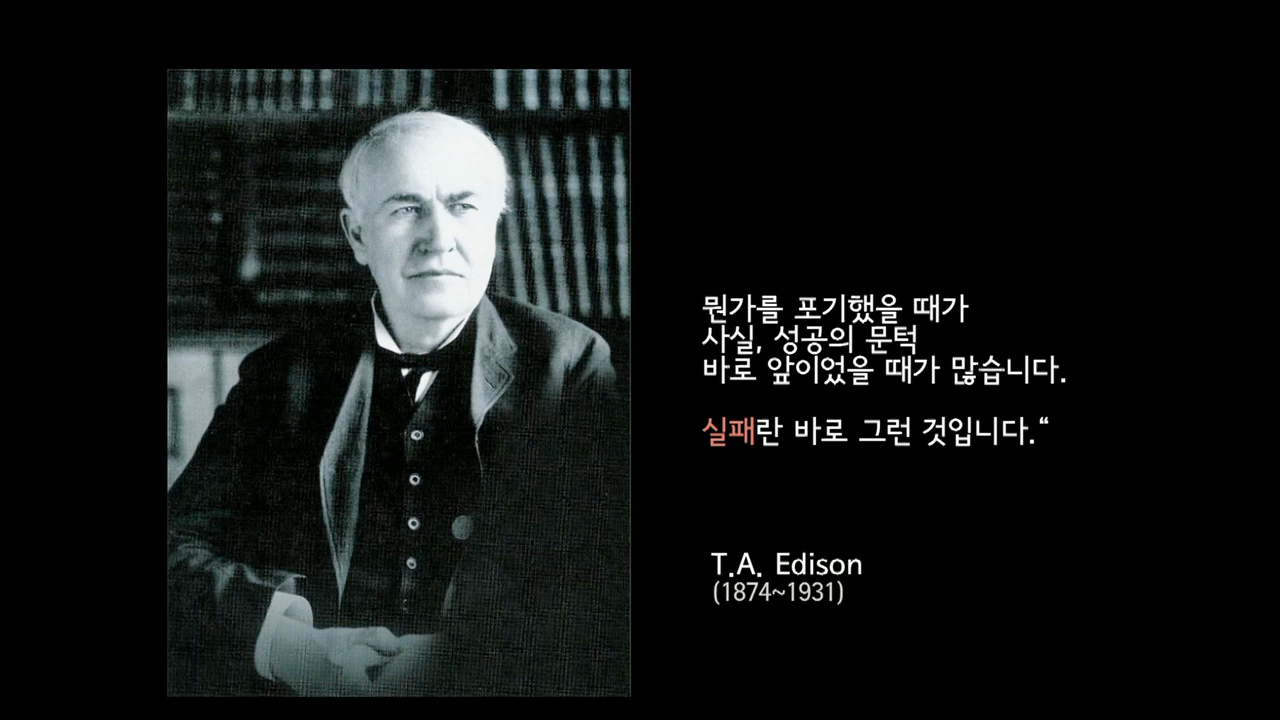 뭔가를 포기했을 때가
사실, 성공의 문턱
바로 앞이었을 때가 많습니다.
실패란 바로 그런 것입니다.“
T.A. Edison
(1874~1931)